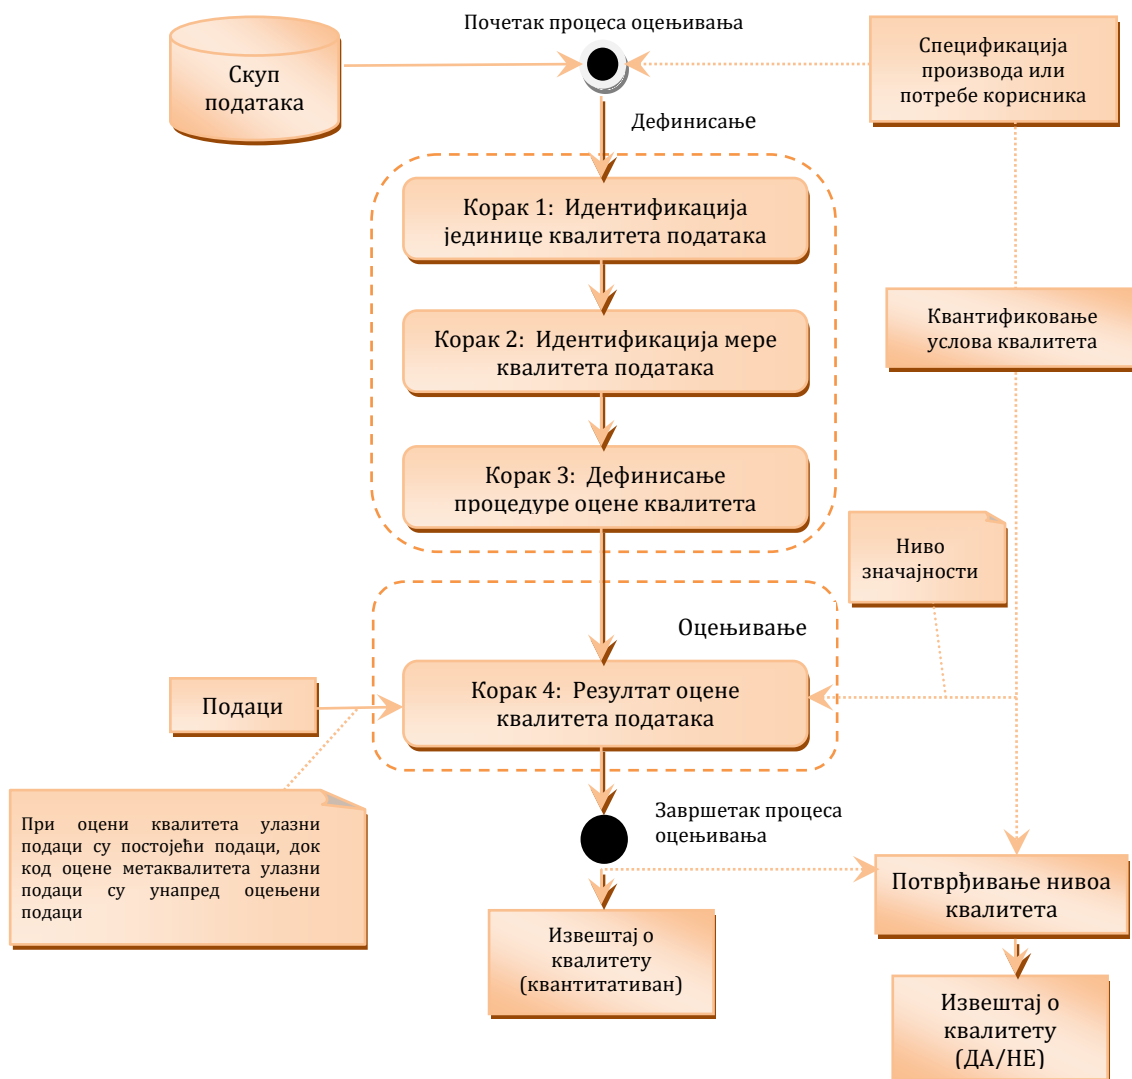 Почетак процеса оцењивања
Скуп
података
Спецификација
производа или
потребе корисника
Дефинисање
Корак 1: Идентификација
јединице квалитета података
Корак 2: Идентификација мере
квалитета података
Квантификовање
услова квалитета
Корак 3: Дефинисање
процедуре оцене квалитета
Ниво
значајности
Оцењивање
Корак 4: Резултат оцене
квалитета података
Подаци
При оцени квалитета улазни
подаци су постојећи подаци, док
код оцене метаквалитета улазни
подаци су унапред оцењени
подаци
Завршетак процеса
оцењивања
Потврђивање нивоа
квалитета
Извештај о
квалитету
(квантитативан)
Извештај о
квалитету
(ДА/НЕ)